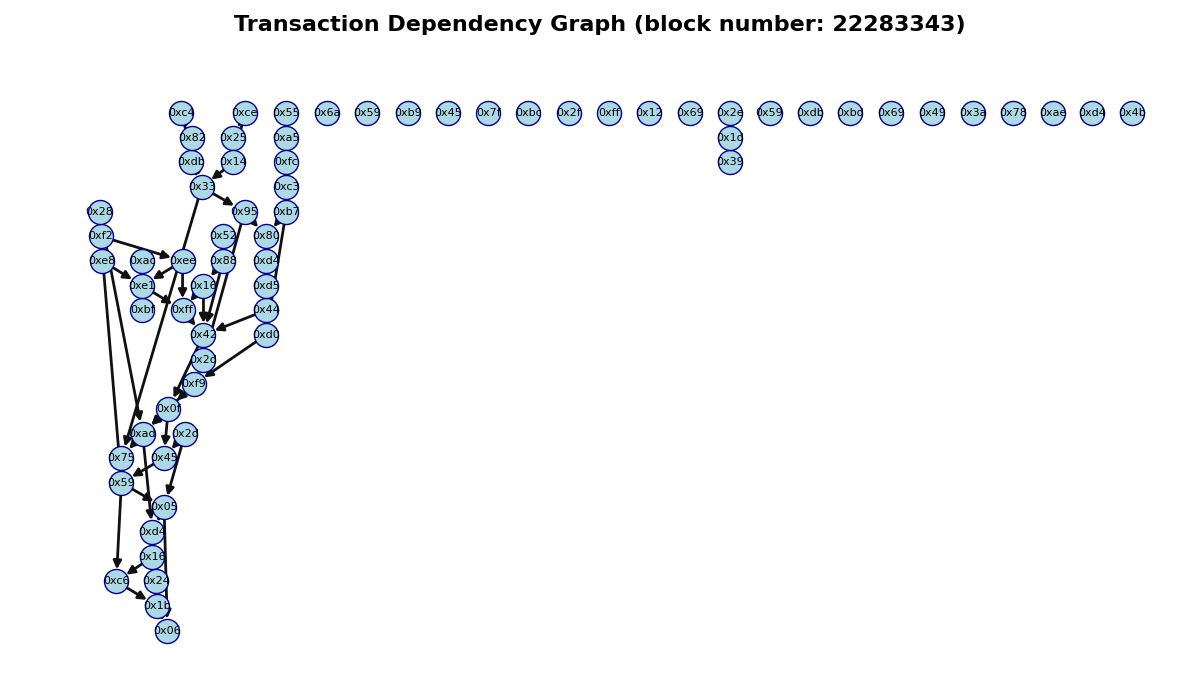 Transaction Dependency Graph (block number: 22283343)
0xc4 0xce 0x55 0x6a 0x59 0xb9 0x45 0x7f 0xbc 0x2f 0xff 0x12 0x69 0x2e 0x59 0xdb 0xbd 0x69 0x49 0x3a 0x78 0xae 0xd4 0x4b
0x82 0x25 0xa5 0x1d
0xdb 0x14 0xfc 0x39
0x33 0xc3
0x28 0x95 0xb7
0xf2 0x52 0x80
0xe8 0xac 0xee 0x88 0xd4
0xe1 0x16 0xd5
0xbf 0xff 0x44
0x42 0xd0
0x2d
0xf9
0x0f
0xad 0x2d
0x75 0x45
0x59
0x05
0xd4
0x16
0xc6 0x24
0x1b
0x06